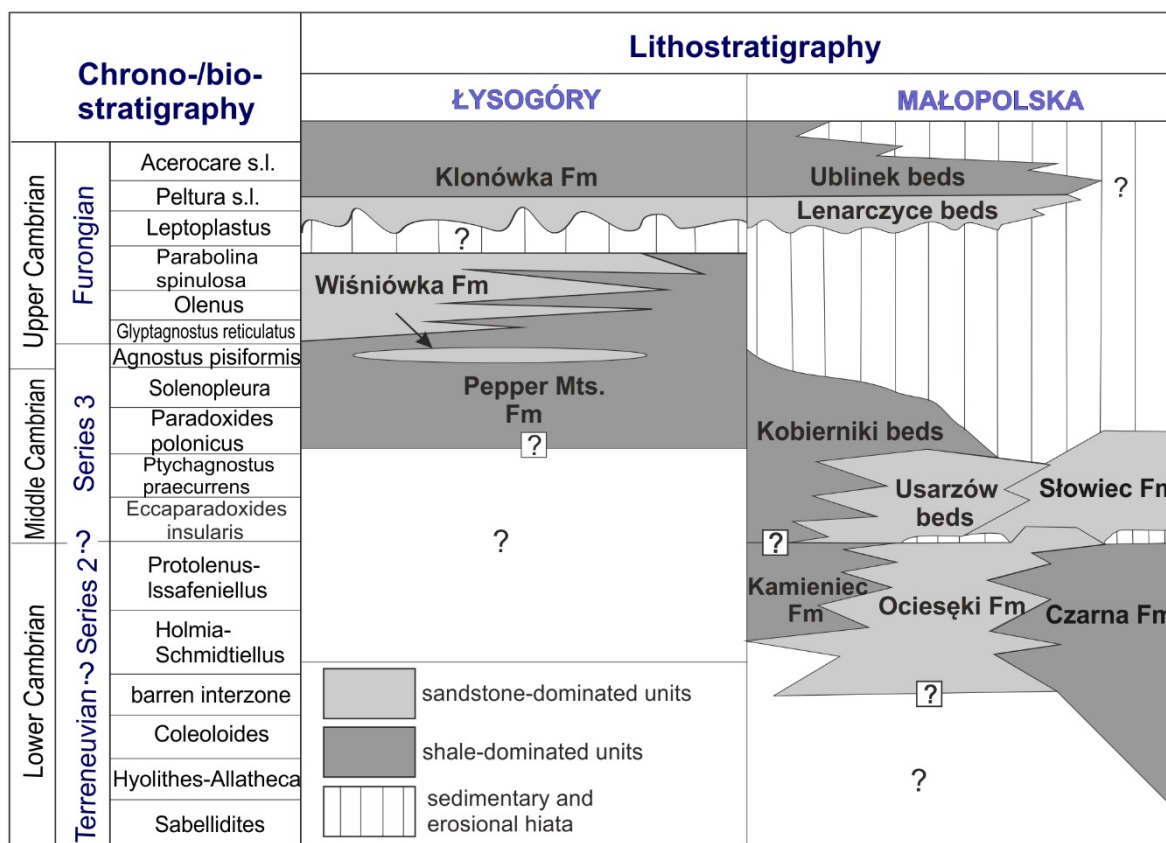 Chrono-/bio-
stratigraphy
Lithostratigraphy
ŁYSOGÓRY
MAŁOPOLSKA
Upper Cambrian
Middle Cambrian
Lower Cambrian
Furongian
Series 3
Terreneuvian-?-Series 2-?
Acerocare s.l.
Peltura s.l.
Leptoplastus
Parabolina
spinulosa
Olenus
Glyptagnostus reticulatus
Agnostus pisiformis
Solenopleura
Paradoxides
polonicus
Ptychagnostus
praecurrens
Eccaparadoxides
insularis
Protolenus-
Issafeniellus
Holmia-
Schmidtiellus
barren interzone
Coleoloides
Hyolithes-Allatheca
Sabellidites
Klonówka Fm
?
Wiśniówka Fm
Pepper Mts.
Fm
?
?
Ublinek beds
?
Lenarczyce beds
Kobierniki beds
Usarzów
beds
Słowiec Fm
?
Kamieniec
Fm
Ociesęki Fm
Czarna Fm
?
?
sandstone-dominated units
shale-dominated units
sedimentary and
erosional hiata